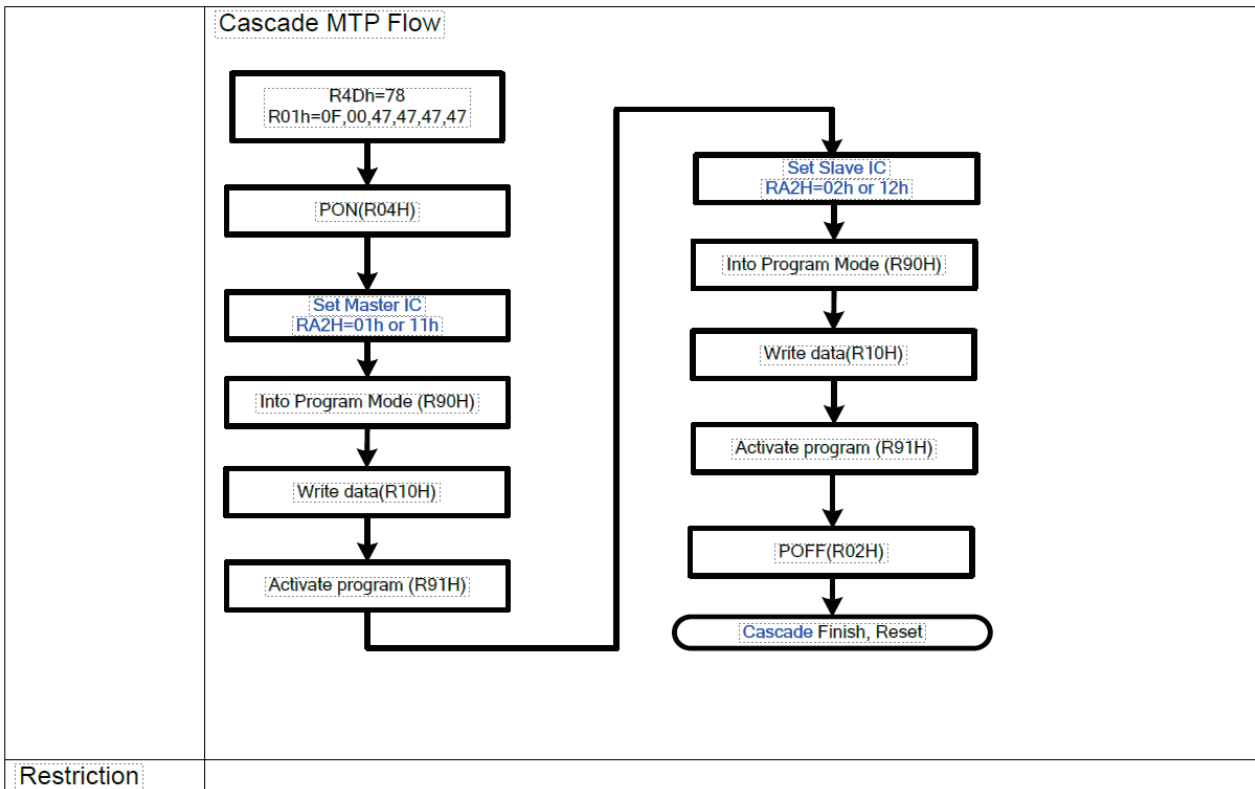 Cascade MTP Flow
R4Dh=78
R01h=0F,00,47,47,47,47
PON(R04H)
Set Master IC
RA2H=01h or 11h
Into Program Mode (R90H)
Write data(R10H)
Activate program (R91H)
Set Slave IC
RA2H=02h or 12h
Into Program Mode (R90H)
Write data(R10H)
Activate program (R91H)
POFF(R02H)
Cascade Finish, Reset
Restriction